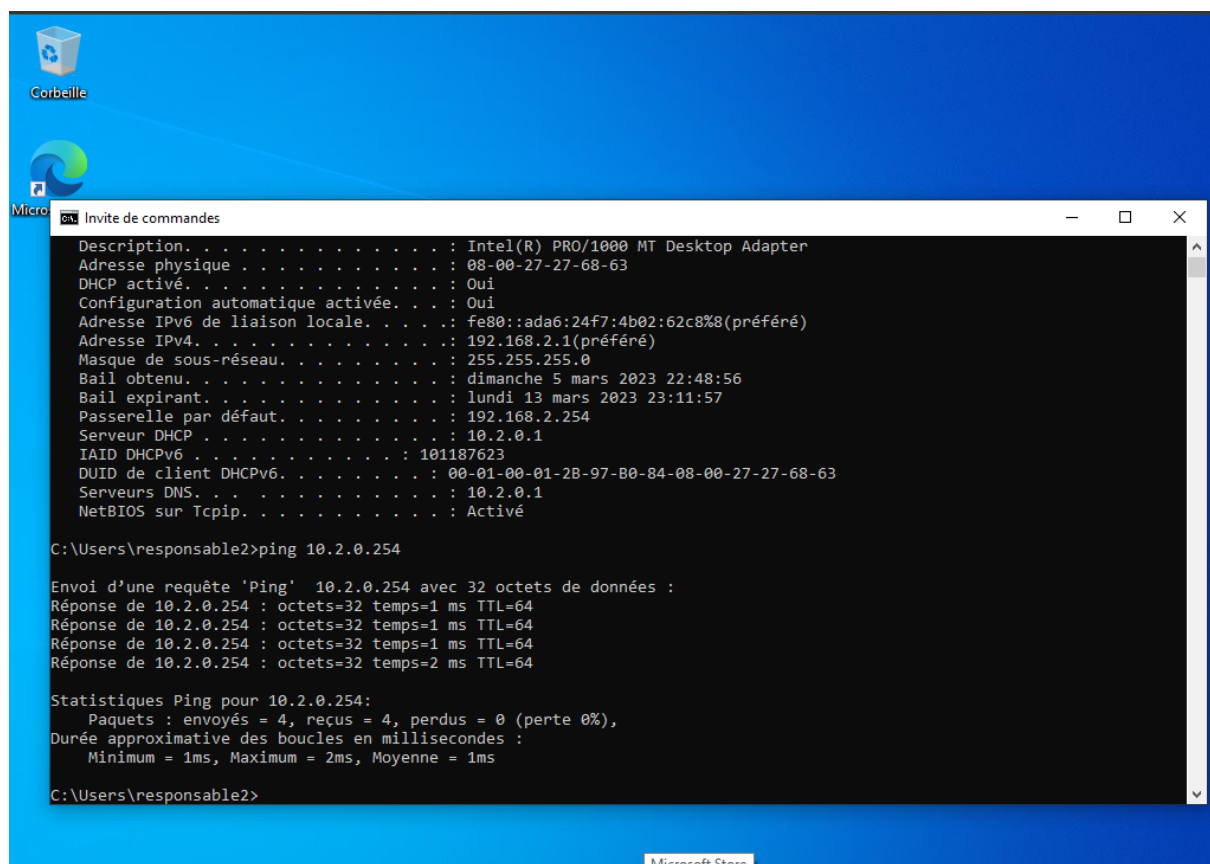 Corbeille
Micro
Invite de commandes
Description. . . . . . . . . . . . . . : Intel(R) PRO/1000 MT Desktop Adapter
Adresse physique . . . . . . . . . . . : 08-00-27-27-68-63
DHCP activé. . . . . . . . . . . . . . : Oui
Configuration automatique activée. . . : Oui
Adresse IPv6 de liaison locale. . . . .: fe80::ada6:24f7:4b02:62c8%8(préféré)
Adresse IPv4. . . . . . . . . . . . . .: 192.168.2.1(préféré)
Masque de sous-réseau. . . . . . . . . : 255.255.255.0
Bail obtenu. . . . . . . . . . . . . . : dimanche 5 mars 2023 22:48:56
Bail expirant. . . . . . . . . . . . . : lundi 13 mars 2023 23:11:57
Passerelle par défaut. . . . . . . . . : 192.168.2.254
Serveur DHCP . . . . . . . . . . . . . : 10.2.0.1
IAID DHCPv6 . . . . . . . . . . . : 101187623
DUID de client DHCPv6. . . . . . . . : 00-01-00-01-2B-97-B0-84-08-00-27-27-68-63
Serveurs DNS. . .  . . . . . . . . . . : 10.2.0.1
NetBIOS sur Tcpip. . . . . . . . . . . : Activé
C:\Users\responsable2>ping 10.2.0.254
Envoi d’une requête 'Ping'  10.2.0.254 avec 32 octets de données :
Réponse de 10.2.0.254 : octets=32 temps=1 ms TTL=64
Réponse de 10.2.0.254 : octets=32 temps=1 ms TTL=64
Réponse de 10.2.0.254 : octets=32 temps=1 ms TTL=64
Réponse de 10.2.0.254 : octets=32 temps=2 ms TTL=64
Statistiques Ping pour 10.2.0.254:
Paquets : envoyés = 4, reçus = 4, perdus = 0 (perte 0%),
Durée approximative des boucles en millisecondes :
Minimum = 1ms, Maximum = 2ms, Moyenne = 1ms
C:\Users\responsable2>
Microsoft Store